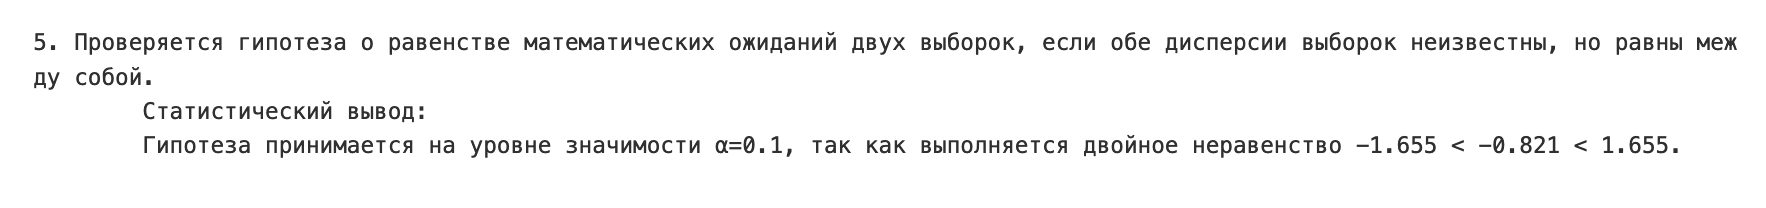 5. Проверяется гипотеза о равенстве математических ожиданий двух выборок, если обе дисперсии выборок неизвестны, но равны меж
ду собой.
Статистический вывод:
Гипотеза принимается на уровне значимости α=0.1, так как выполняется двойное неравенство -1.655 < -0.821 < 1.655.